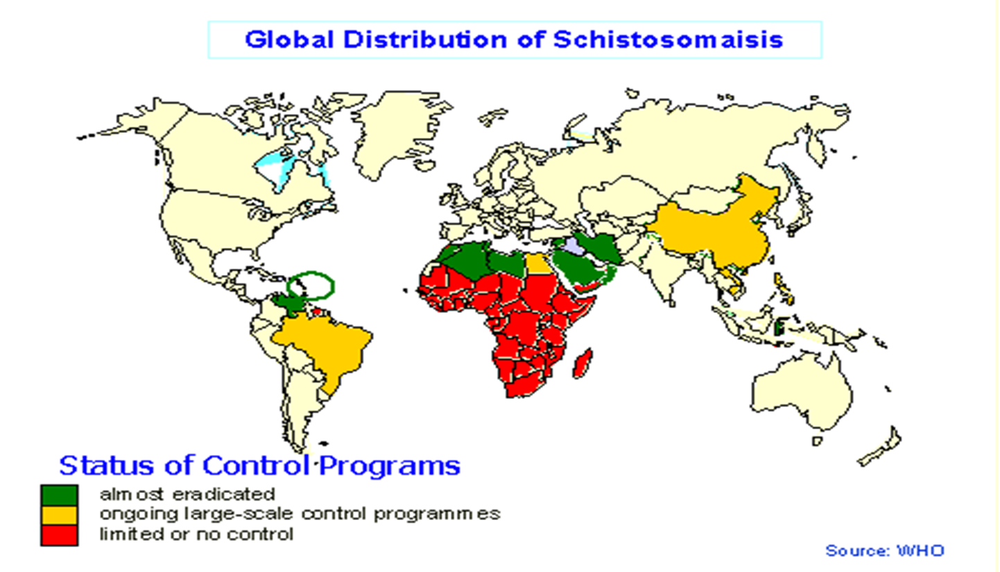 Global Distribution of Schistosomaisis
Status of Control Programs
almost eradicated
ongoing large-scale control programmes
limited or no control
Source: WHO